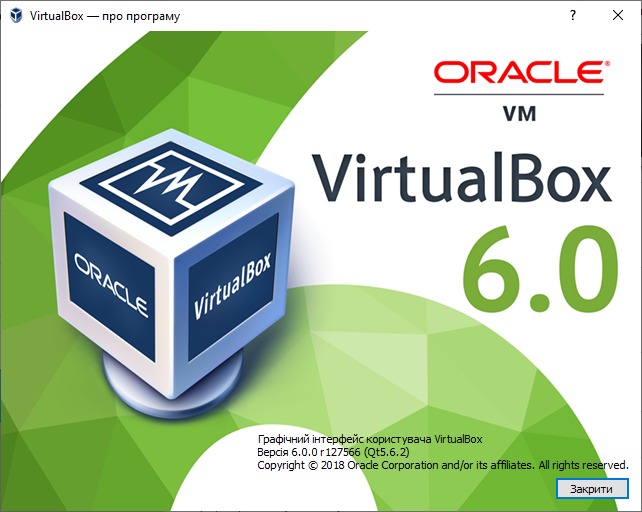 VirtualBox — про програму
ORACLE®
VM
VirtualBox
6.0
ORACLE
VirtualBox
Графічний інтерфейс користувача VirtualBox
Версія 6.0.0 r127566 (Qt5.6.2)
Copyright © 2018 Oracle Corporation and/or its affiliates. All rights reserved.
Закрити